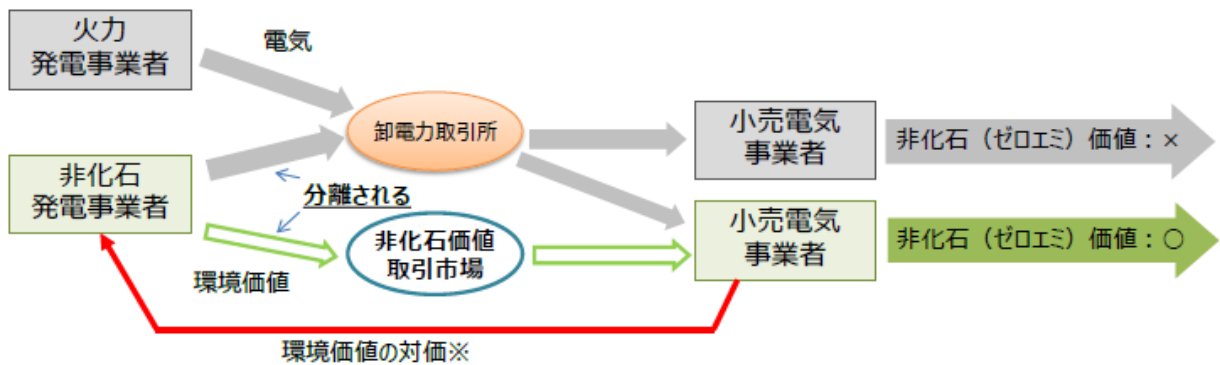 火力
発電事業者
電気
卸電力取引所
小売電気
事業者
非化石（ゼロエミ）価値：×
非化石
発電事業者
分離される
非化石価値
取引市場
小売電気
事業者
非化石（ゼロエミ）価値：○
環境価値
環境価値の対価※